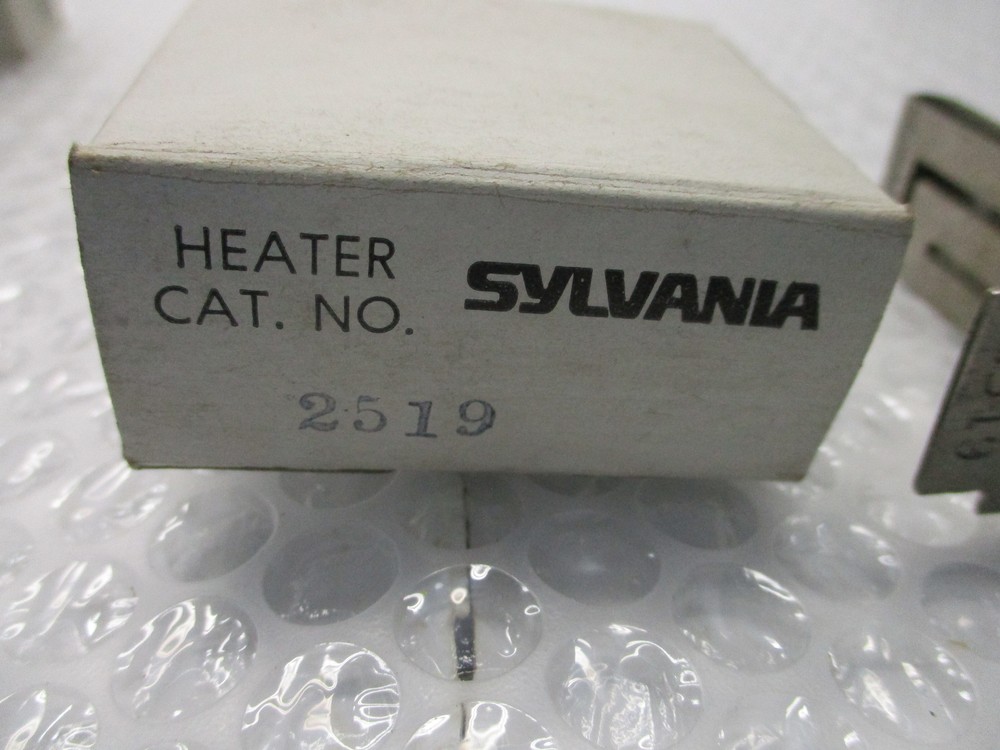 HEATER
CAT. NO.
SYLVANIA
2519